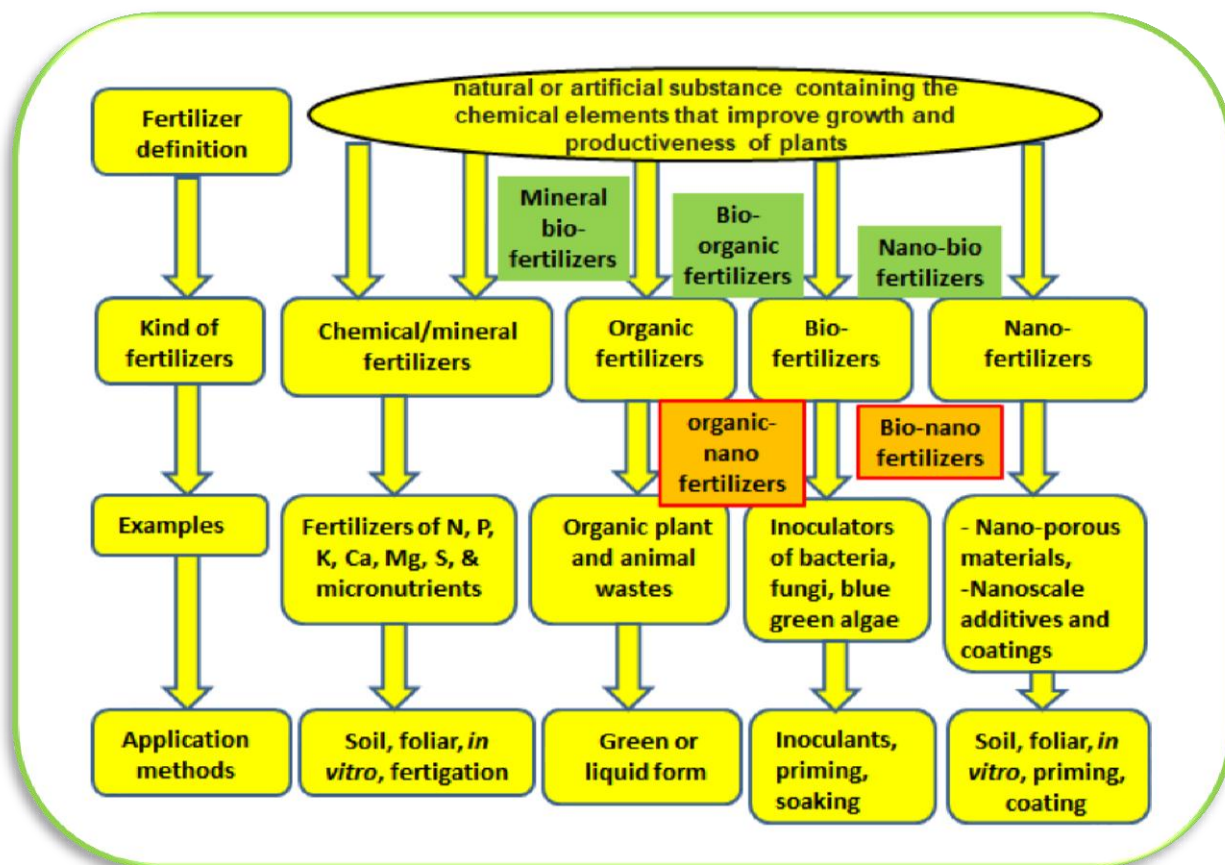 Fertilizer
definition
natural or artificial substance containing the
chemical elements that improve growth and
productiveness of plants
Mineral
bio-
fertilizers
Bio-
organic
fertilizers
Nano-bio
fertilizers
Kind of
fertilizers
Chemical/mineral
fertilizers
Organic
fertilizers
Bio-
fertilizers
Nano-
fertilizers
organic-
nano
fertilizers
Bio-nano
fertilizers
Examples
Fertilizers of N, P,
K, Ca, Mg, S, &
micronutrients
Organic plant
and animal
wastes
Inoculators
of bacteria,
fungi, blue
green algae
- Nano-porous
materials,
-Nanoscale
additives and
coatings
Application
methods
Soil, foliar, in
vitro, fertigation
Green or
liquid form
Inoculants,
priming,
soaking
Soil, foliar, in
vitro, priming,
coating